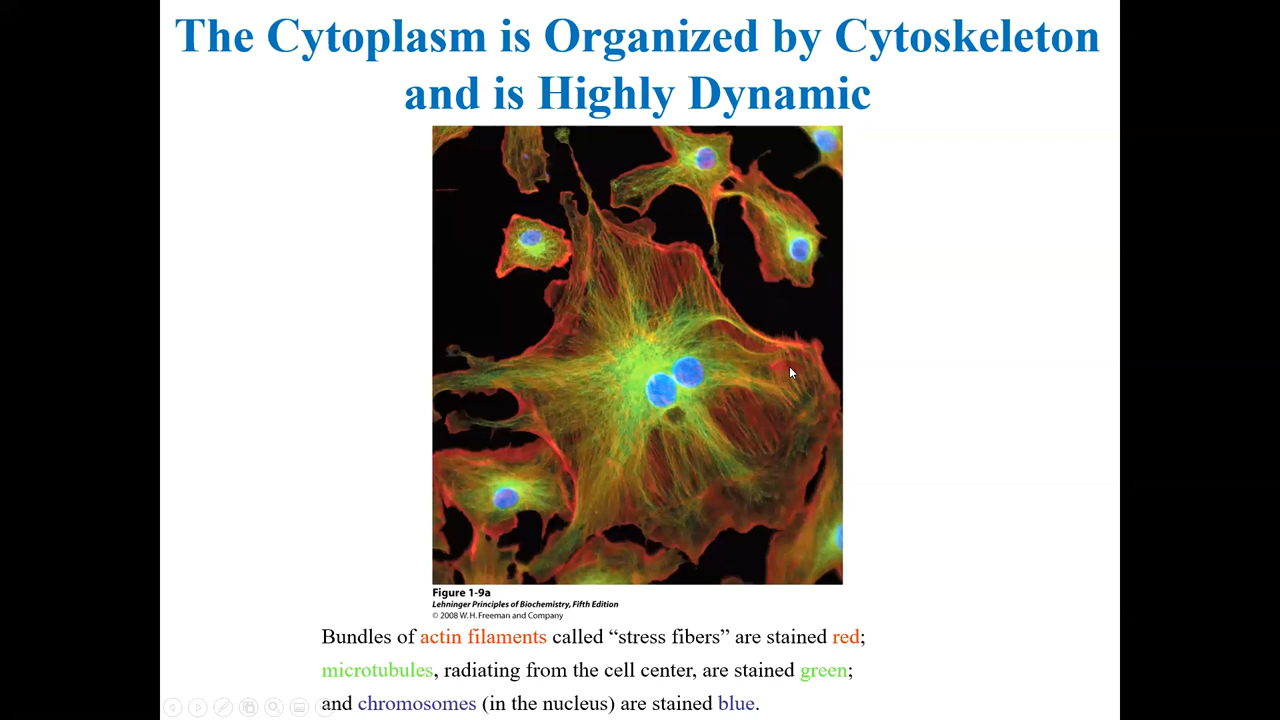 The Cytoplasm is Organized by Cytoskeleton
and is Highly Dynamic
Figure 1-9a
Lehninger Principles of Biochemistry, Fifth Edition
© 2008 W. H. Freeman and Company
Bundles of actin filaments called “stress fibers” are stained red;
microtubules, radiating from the cell center, are stained green;
and chromosomes (in the nucleus) are stained blue.